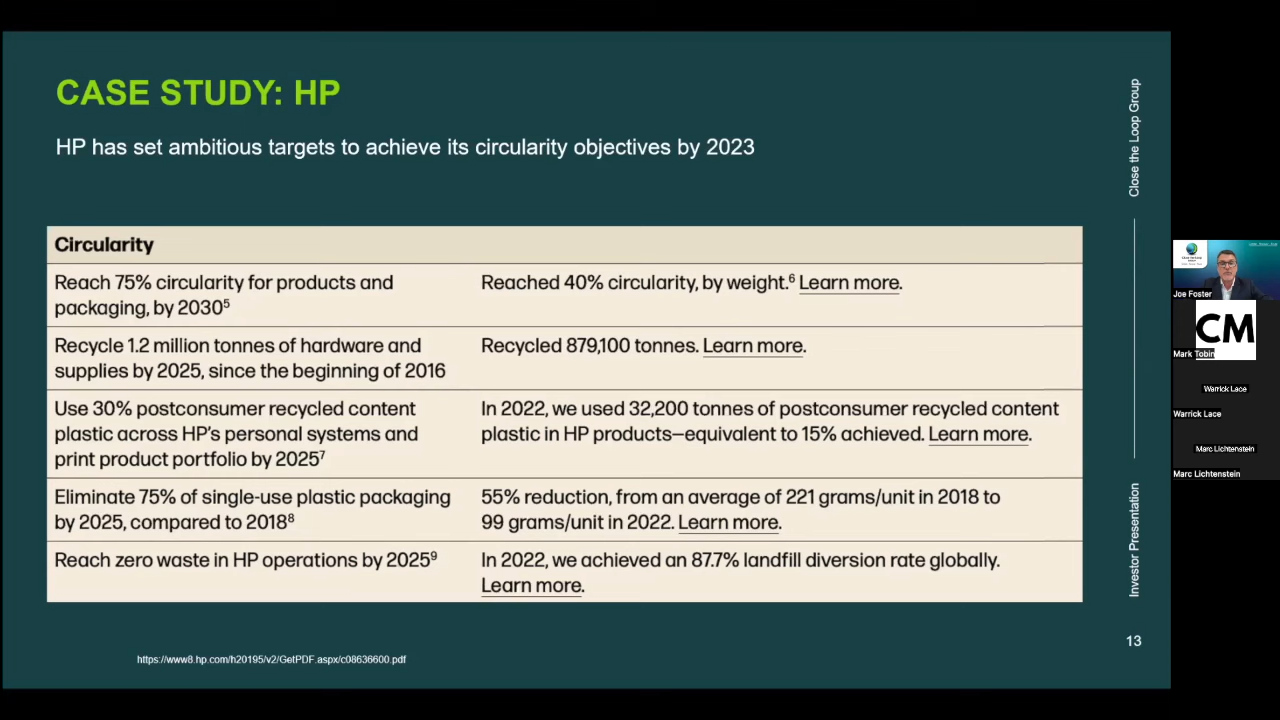 CASE STUDY: HP
HP has set ambitious targets to achieve its circularity objectives by 2023
Circularity
Reach 75% circularity for products and
packaging, by 2030⁵
Reached 40% circularity, by weight.⁶ Learn more.
Recycle 1.2 million tonnes of hardware and
supplies by 2025, since the beginning of 2016
Recycled 879,100 tonnes. Learn more.
Use 30% postconsumer recycled content
plastic across HP’s personal systems and
print product portfolio by 2025⁷
In 2022, we used 32,200 tonnes of postconsumer recycled content
plastic in HP products—equivalent to 15% achieved. Learn more.
Eliminate 75% of single-use plastic packaging
by 2025, compared to 2018⁸
55% reduction, from an average of 221 grams/unit in 2018 to
99 grams/unit in 2022. Learn more.
Reach zero waste in HP operations by 2025⁹
In 2022, we achieved an 87.7% landfill diversion rate globally.
Learn more.
https://www8.hp.com/h20195/v2/GetPDF.aspx/c08636600.pdf
Close the Loop Group
Investor Presentation
13
Joe Foster
CM
Mark Tobin
Warrick Lace
Warrick Lace
Marc Lichtenstein
Marc Lichtenstein